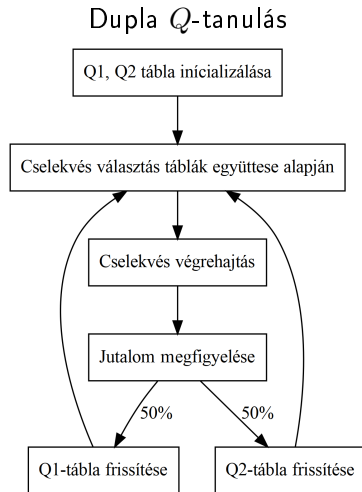 Dupla Q-tanulás
Q1, Q2 tábla inícializálása
Cselekvés választás táblák együttese alapján
Cselekvés végrehajtás
Jutalom megfigyelése
50%
50%
Q1-tábla frissítése
Q2-tábla frissítése